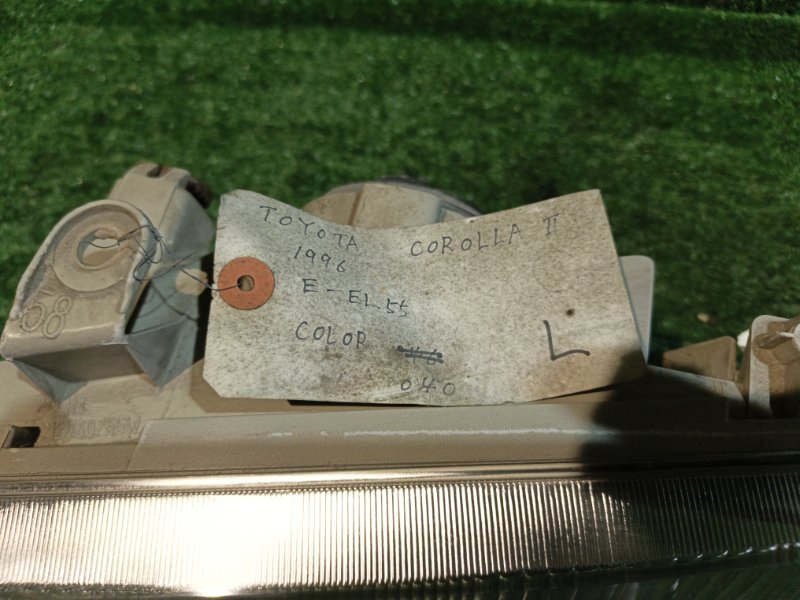 TOYOTA COROLLA II
1996
E-EL55
COLOR
040
L
58